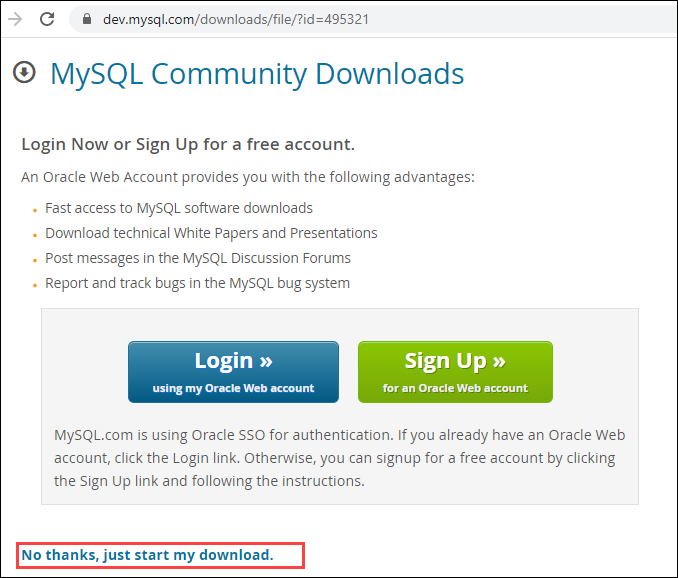 dev.mysql.com/downloads/file/?id=495321
MySQL Community Downloads
Login Now or Sign Up for a free account.
An Oracle Web Account provides you with the following advantages:
Fast access to MySQL software downloads
Download technical White Papers and Presentations
Post messages in the MySQL Discussion Forums
Report and track bugs in the MySQL bug system
Login »
using my Oracle Web account
Sign Up »
for an Oracle Web account
MySQL.com is using Oracle SSO for authentication. If you already have an Oracle Web
account, click the Login link. Otherwise, you can signup for a free account by clicking
the Sign Up link and following the instructions.
No thanks, just start my download.